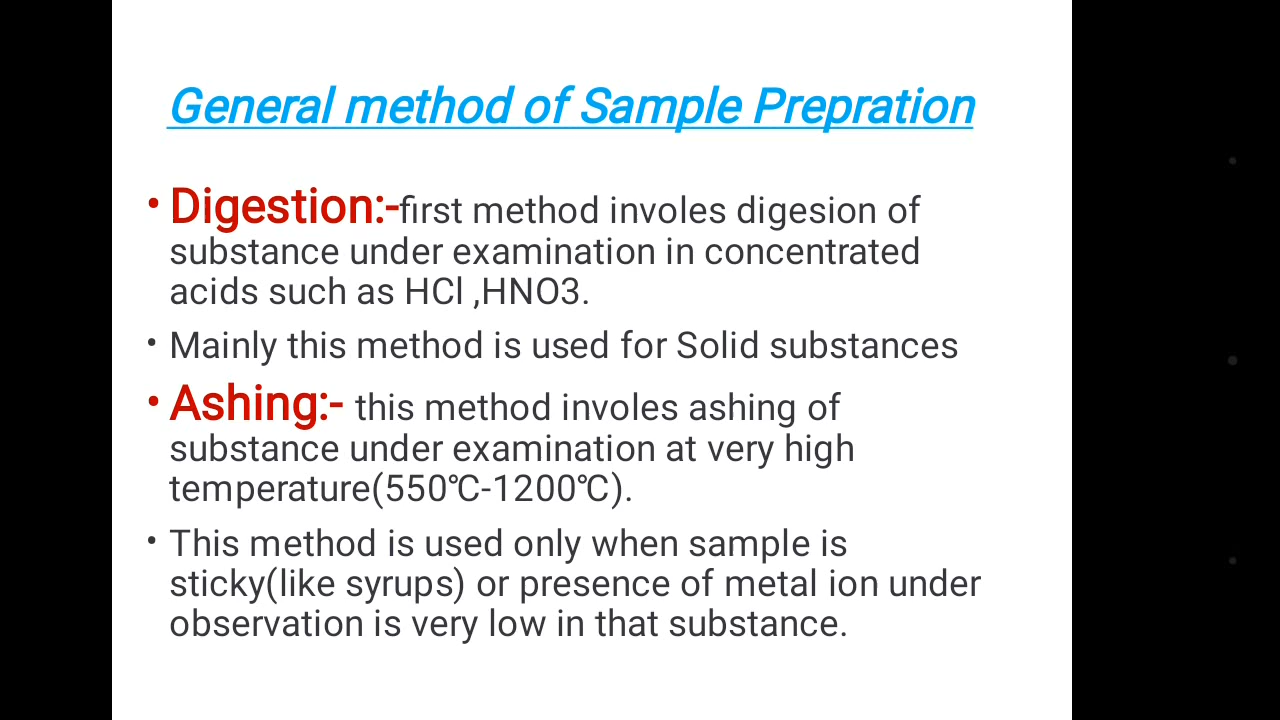 General method of Sample Prepration
• Digestion:-first method involes digesion of
substance under examination in concentrated
acids such as HCl ,HNO3.
• Mainly this method is used for Solid substances
• Ashing:- this method involes ashing of
substance under examination at very high
temperature(550℃-1200℃).
• This method is used only when sample is
sticky(like syrups) or presence of metal ion under
observation is very low in that substance.